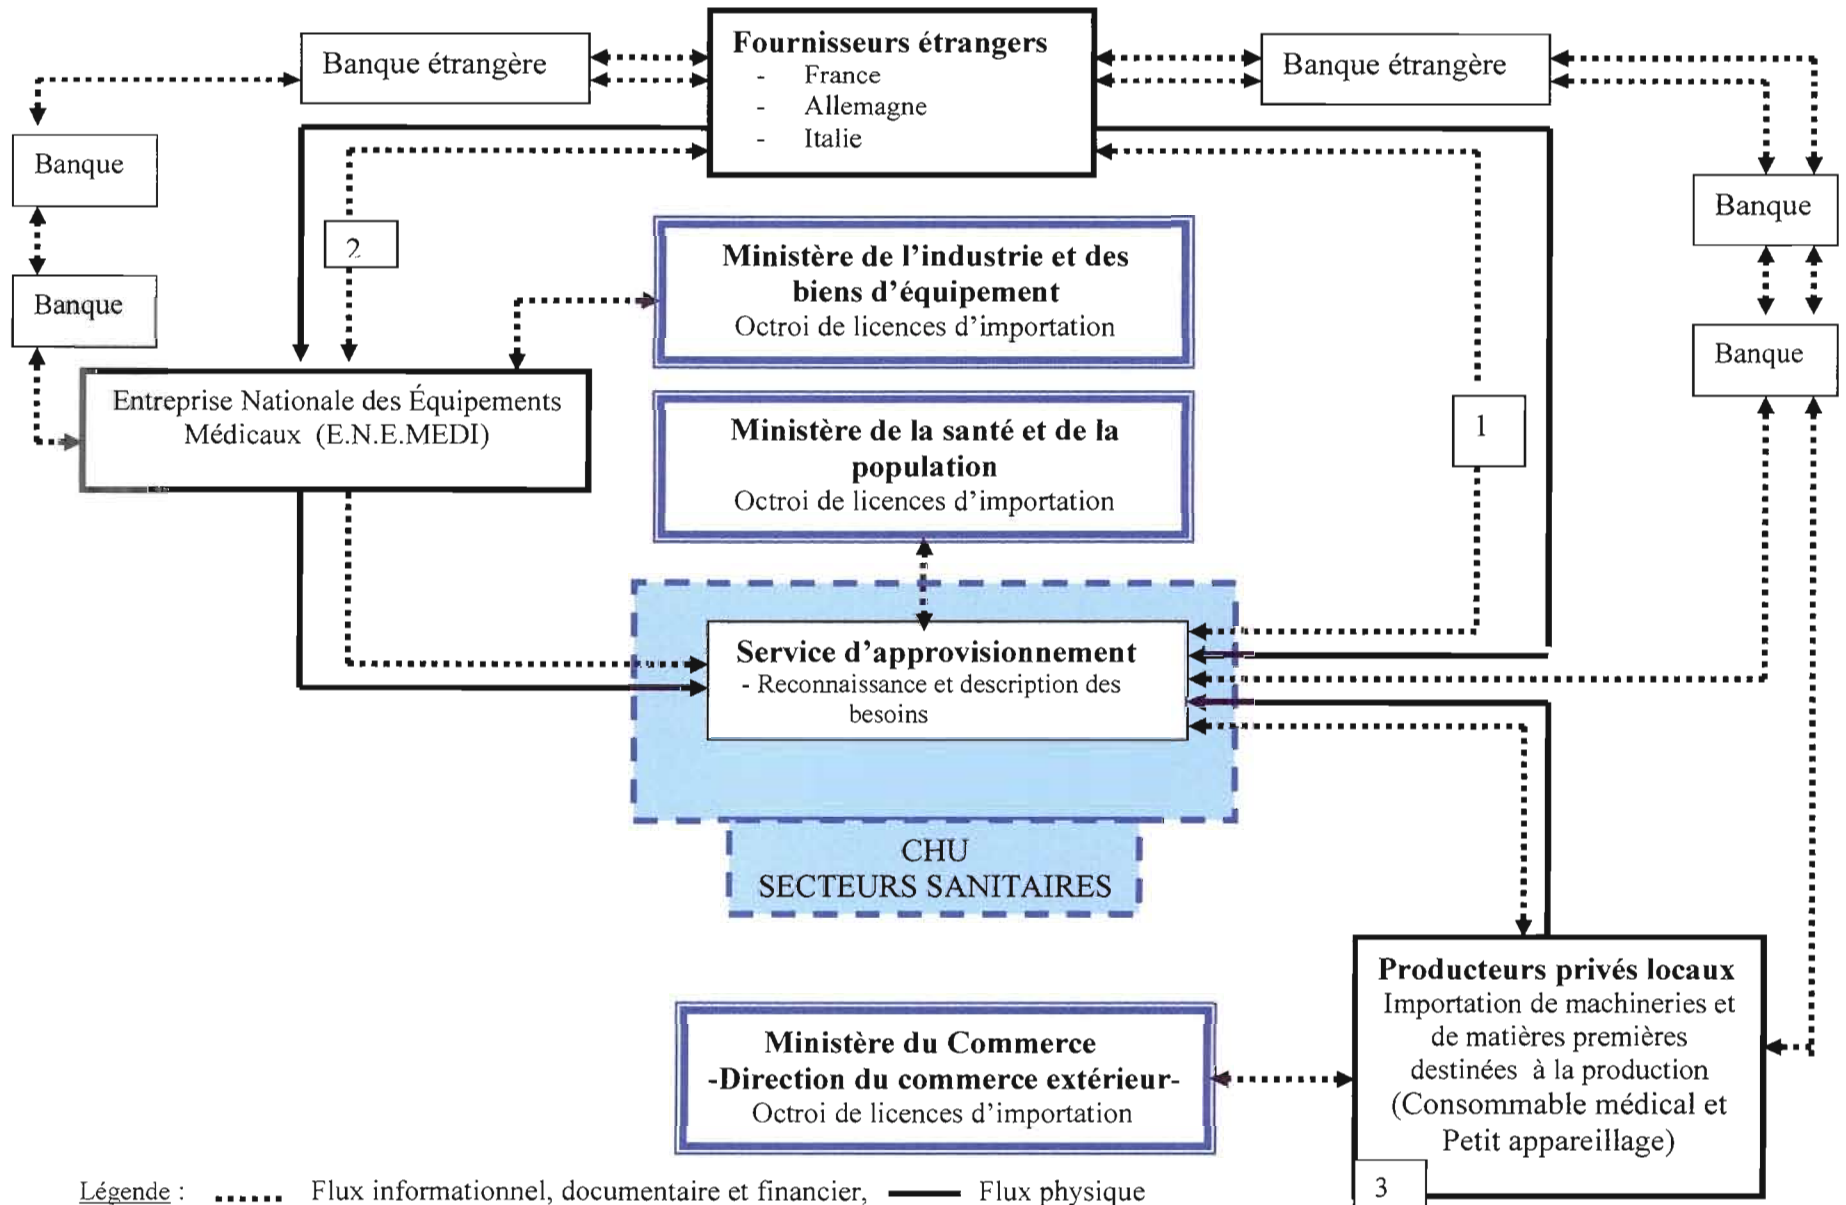 Banque étrangère
Fournisseurs étrangers
- France
- Allemagne
- Italie
Banque étrangère
Banque
Banque
2
Banque
Banque
Ministère de l'industrie et des
biens d'équipement
Octroi de licences d'importation
Entreprise Nationale des Équipements
Médicaux (E.N.E.MEDI)
Ministère de la santé et de la
population
Octroi de licences d'importation
1
Service d'approvisionnement
- Reconnaissance et description des
besoins
CHU
SECTEURS SANITAIRES
Producteurs privés locaux
Importation de machineries et
de matières premières
destinées à la production
(Consommable médical et
Petit appareillage)
3
Ministère du Commerce
-Direction du commerce extérieur-
Octroi de licences d'importation
Légende : Flux informationnel, documentaire et financier, Flux physique